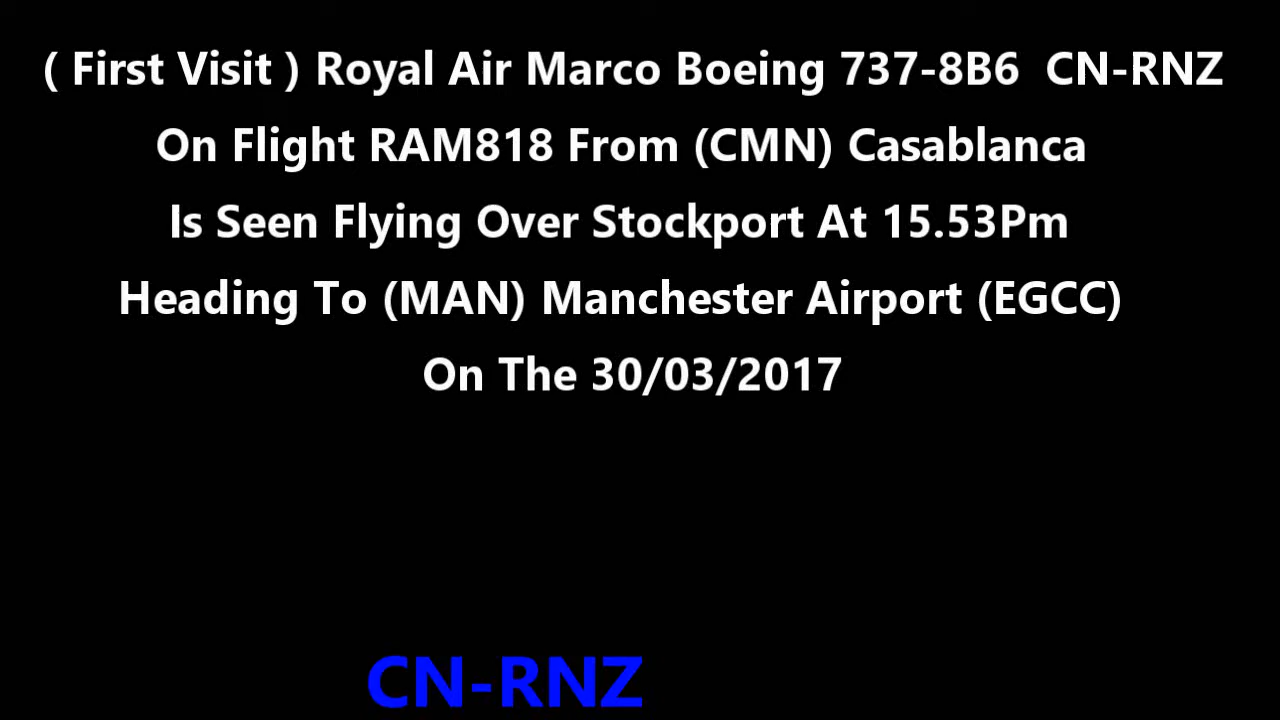 ( First Visit ) Royal Air Marco Boeing 737-8B6 CN-RNZ
On Flight RAM818 From (CMN) Casablanca
Is Seen Flying Over Stockport At 15.53Pm
Heading To (MAN) Manchester Airport (EGCC)
On The 30/03/2017
CN-RNZ